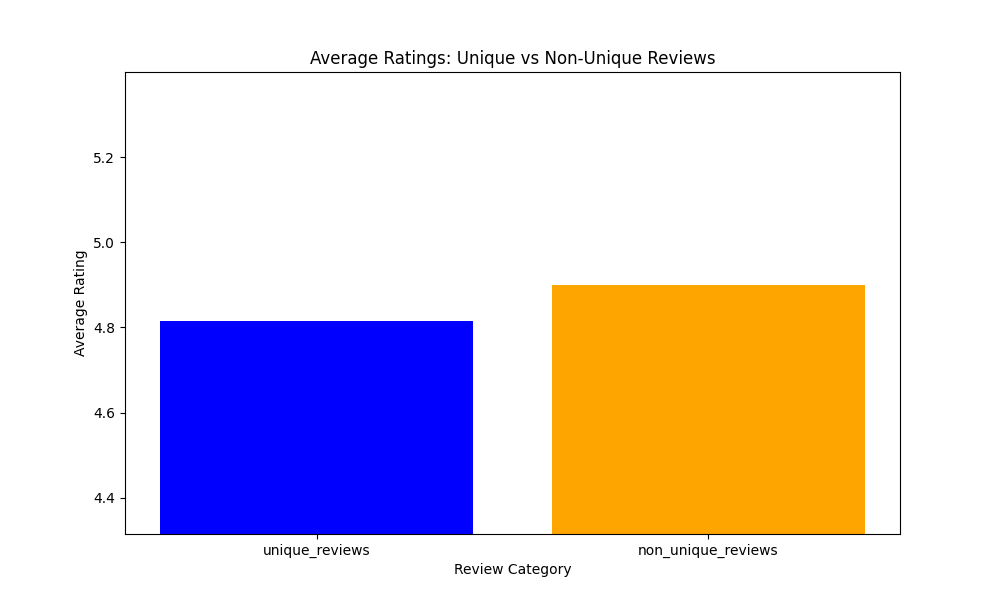 Average Ratings: Unique vs Non-Unique Reviews
5.2
5.0
4.8
4.6
4.4
Average Rating
unique_reviews non_unique_reviews
Review Category